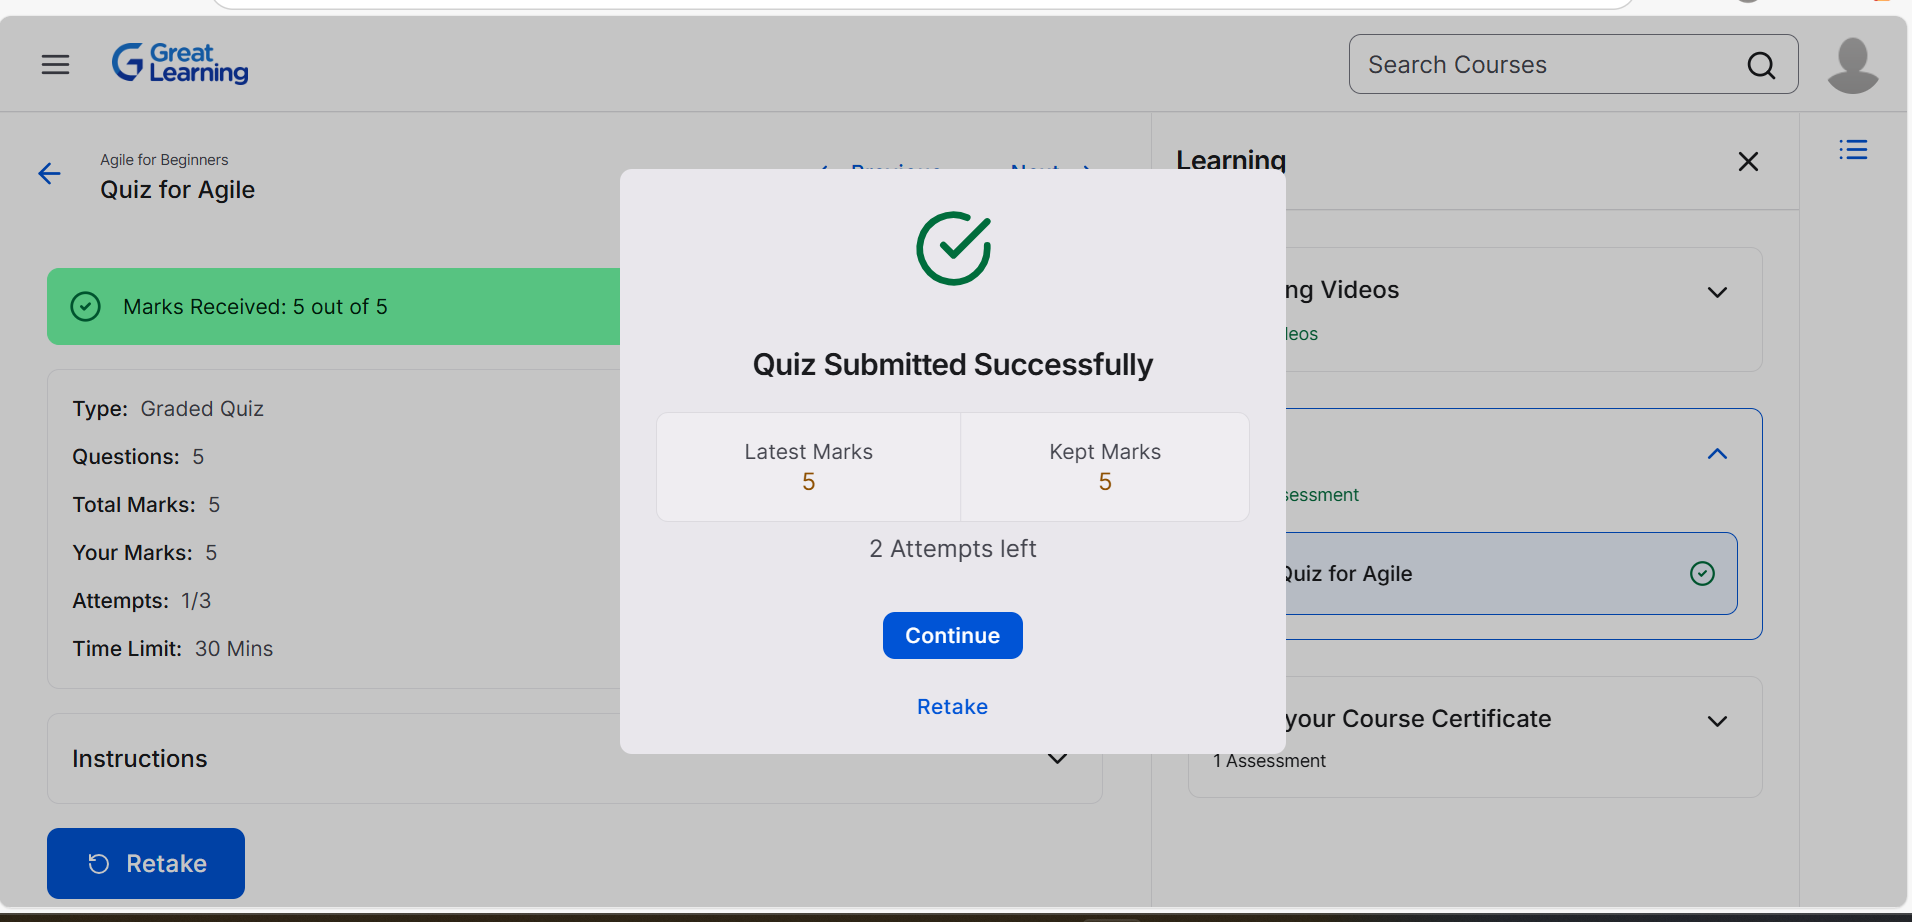 Great
Learning
Search Courses
Agile for Beginners
Quiz for Agile
Previous
Next
Learning
Marks Received: 5 out of 5
Type: Graded Quiz
Questions: 5
Total Marks: 5
Your Marks: 5
Attempts: 1/3
Time Limit: 30 Mins
Instructions
Retake
Quiz Submitted Successfully
Latest Marks
5
Kept Marks
5
2 Attempts left
Continue
Retake
Videos
Quiz for Agile
your Course Certificate
1 Assessment